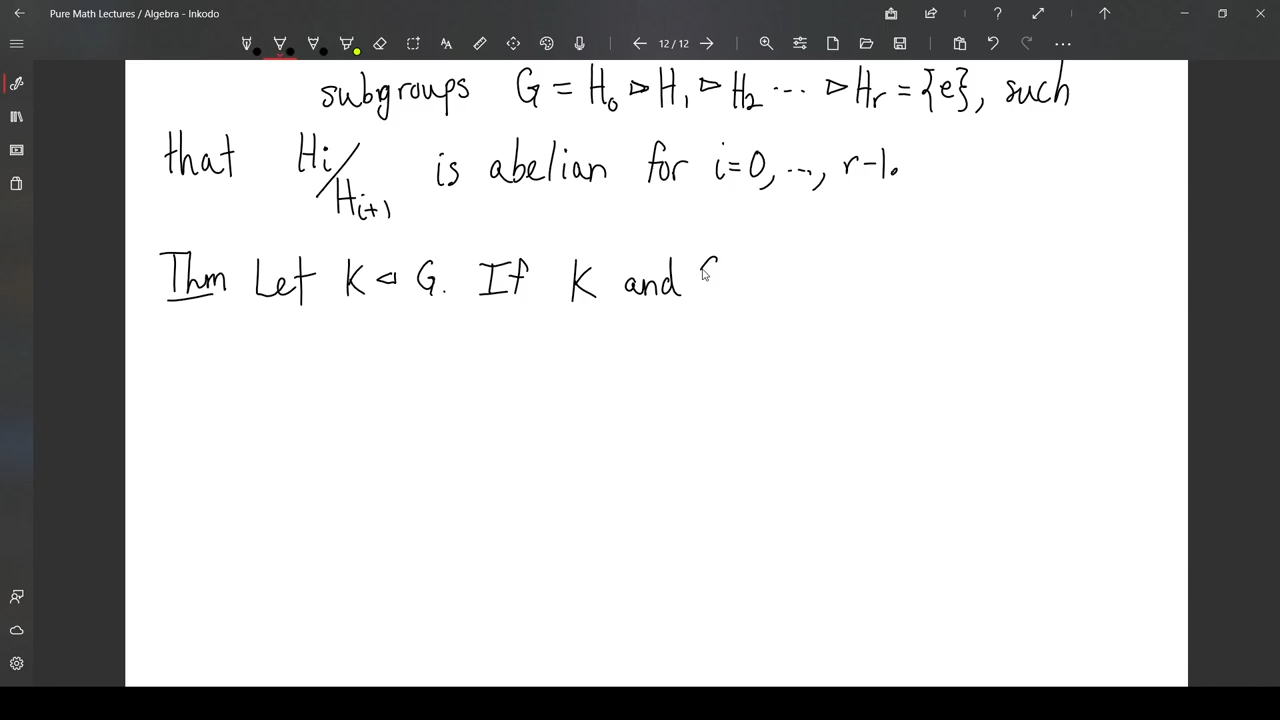 Pure Math Lectures / Algebra - Inkodo
12/12
subgroups G = H₀ ▷ H₁ ▷ H₂ ... ▷ Hr = {e}, such
that Hi/Hi+1 is abelian for i=0, ..., r-1.
Thm Let K ◁ G. If K and